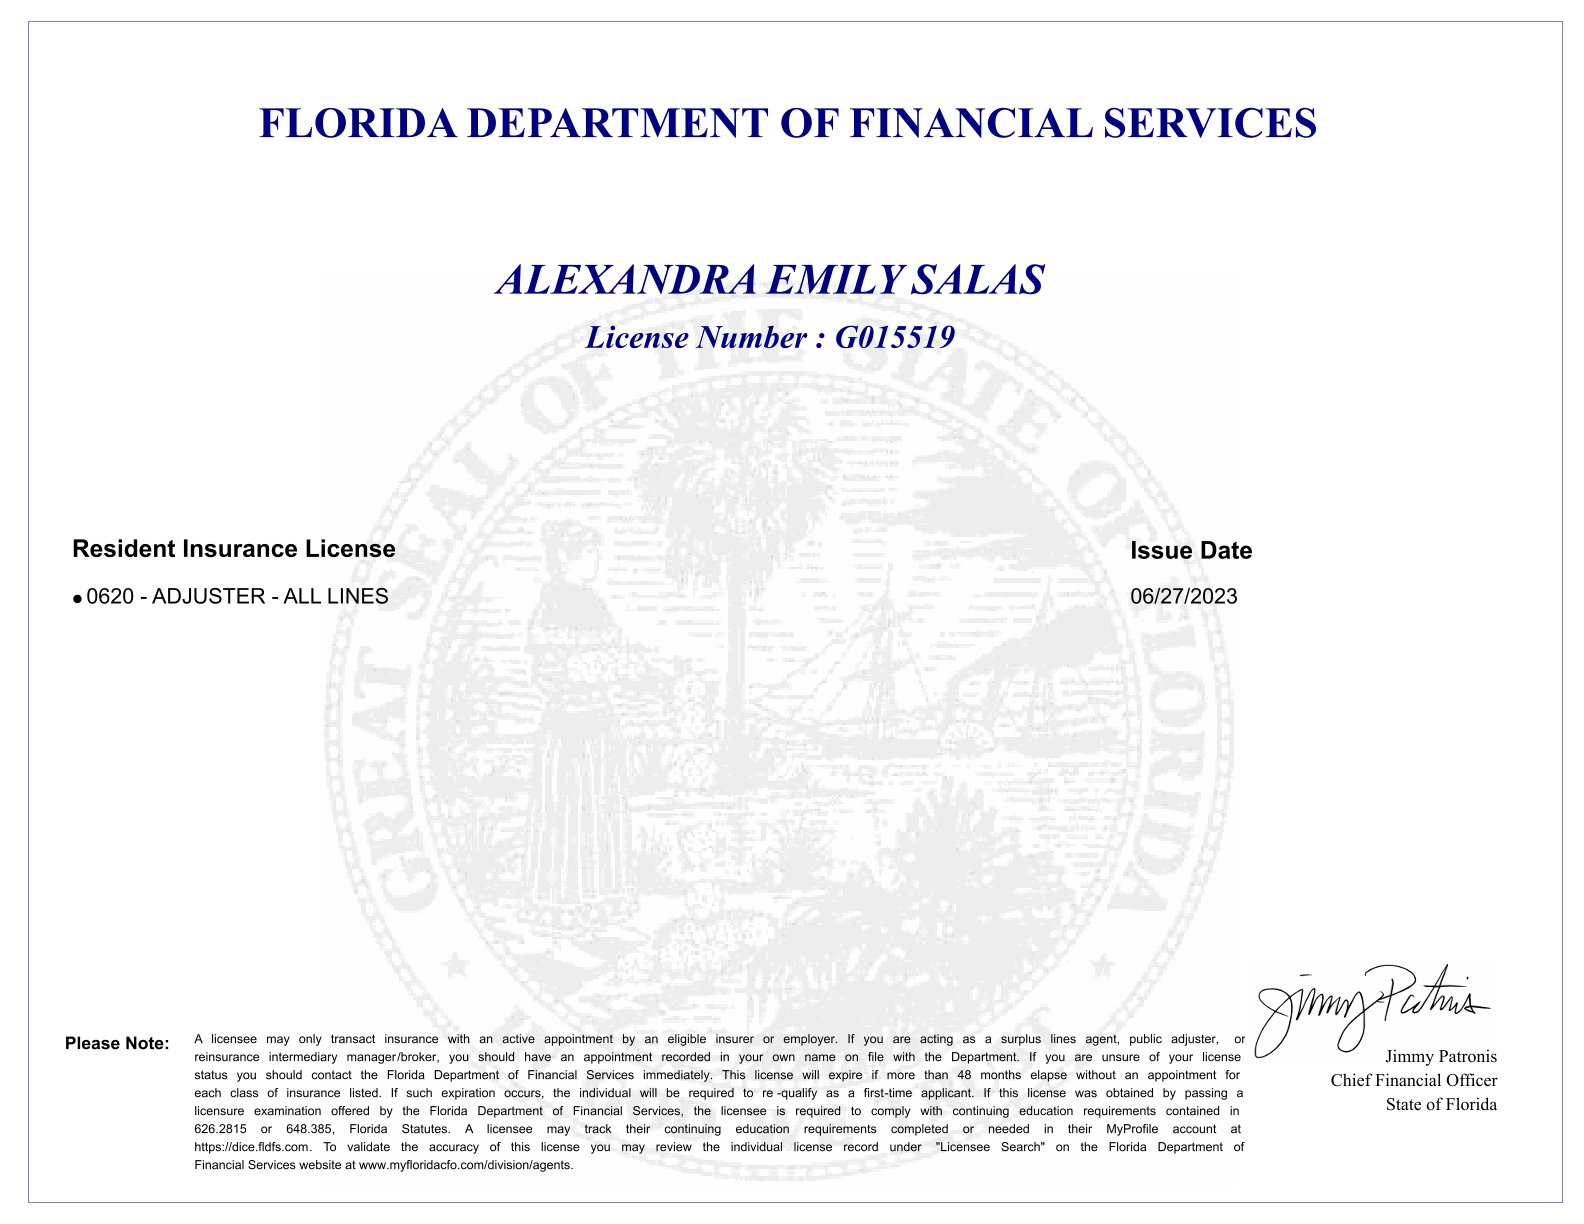 FLORIDA DEPARTMENT OF FINANCIAL SERVICES
ALEXANDRA EMILY SALAS
License Number : G015519
GREAT SEAL OF THE STATE OF FLORIDA
Resident Insurance License
Issue Date
• 0620 - ADJUSTER - ALL LINES
06/27/2023
Jimmy Patronis
Please Note:
A licensee may only transact insurance with an active appointment by an eligible insurer or employer. If you are acting as a surplus lines agent, public adjuster, or
reinsurance intermediary manager/broker, you should have an appointment recorded in your own name on file with the Department. If you are unsure of your license
status you should contact the Florida Department of Financial Services immediately. This license will expire if more than 48 months elapse without an appointment for
each class of insurance listed. If such expiration occurs, the individual will be required to re -qualify as a first-time applicant. If this license was obtained by passing a
licensure examination offered by the Florida Department of Financial Services, the licensee is required to comply with continuing education requirements contained in
626.2815 or 648.385, Florida Statutes. A licensee may track their continuing education requirements completed or needed in their MyProfile account at
https://dice.fldfs.com. To validate the accuracy of this license you may review the individual license record under "Licensee Search" on the Florida Department of
Financial Services website at www.myfloridacfo.com/division/agents.
Jimmy Patronis
Chief Financial Officer
State of Florida